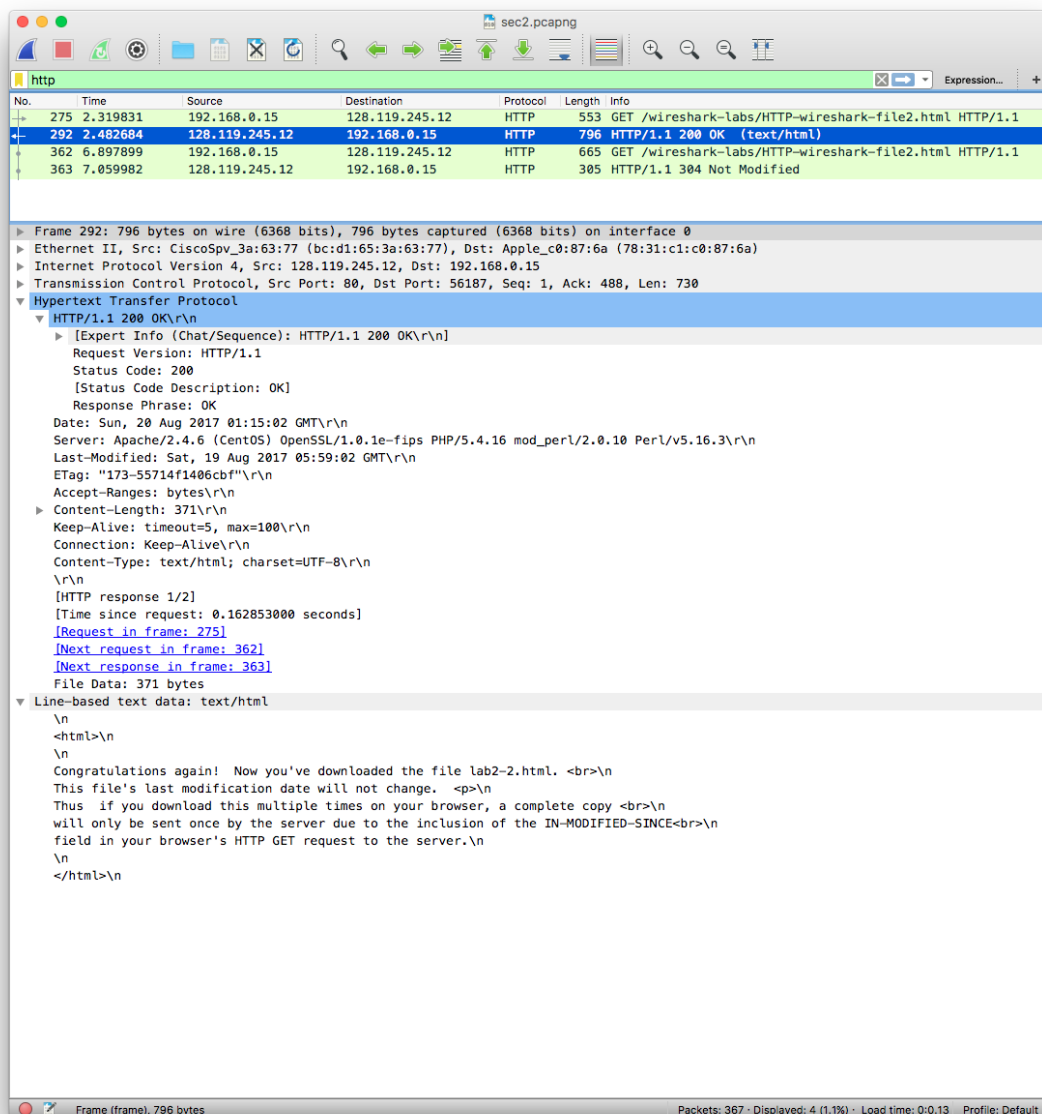 sec2.pcapng
http
Expression...
+
No. Time Source Destination Protocol Length Info
275 2.319831 192.168.0.15 128.119.245.12 HTTP 553 GET /wireshark-labs/HTTP-wireshark-file2.html HTTP/1.1
292 2.482684 128.119.245.12 192.168.0.15 HTTP 796 HTTP/1.1 200 OK (text/html)
362 6.897899 192.168.0.15 128.119.245.12 HTTP 665 GET /wireshark-labs/HTTP-wireshark-file2.html HTTP/1.1
363 7.059982 128.119.245.12 192.168.0.15 HTTP 305 HTTP/1.1 304 Not Modified
Frame 292: 796 bytes on wire (6368 bits), 796 bytes captured (6368 bits) on interface 0
Ethernet II, Src: CiscoSpv_3a:63:77 (bc:d1:65:3a:63:77), Dst: Apple_c0:87:6a (78:31:c1:c0:87:6a)
Internet Protocol Version 4, Src: 128.119.245.12, Dst: 192.168.0.15
Transmission Control Protocol, Src Port: 80, Dst Port: 56187, Seq: 1, Ack: 488, Len: 730
Hypertext Transfer Protocol
HTTP/1.1 200 OK\r\n
[Expert Info (Chat/Sequence): HTTP/1.1 200 OK\r\n]
Request Version: HTTP/1.1
Status Code: 200
[Status Code Description: OK]
Response Phrase: OK
Date: Sun, 20 Aug 2017 01:15:02 GMT\r\n
Server: Apache/2.4.6 (CentOS) OpenSSL/1.0.1e-fips PHP/5.4.16 mod_perl/2.0.10 Perl/v5.16.3\r\n
Last-Modified: Sat, 19 Aug 2017 05:59:02 GMT\r\n
ETag: "173-55714f1406cbf"\r\n
Accept-Ranges: bytes\r\n
Content-Length: 371\r\n
Keep-Alive: timeout=5, max=100\r\n
Connection: Keep-Alive\r\n
Content-Type: text/html; charset=UTF-8\r\n
\r\n
[HTTP response 1/2]
[Time since request: 0.162853000 seconds]
[Request in frame: 275]
[Next request in frame: 362]
[Next response in frame: 363]
File Data: 371 bytes
Line-based text data: text/html
\n
<html>\n
\n
Congratulations again!  Now you've downloaded the file lab2-2.html. <br>\n
This file's last modification date will not change.  <p>\n
Thus  if you download this multiple times on your browser, a complete copy <br>\n
will only be sent once by the server due to the inclusion of the IN-MODIFIED-SINCE<br>\n
field in your browser's HTTP GET request to the server.\n
\n
</html>\n
Frame (frame), 796 bytes
Packets: 367 · Displayed: 4 (1.1%) · Load time: 0:0.13 Profile: Default